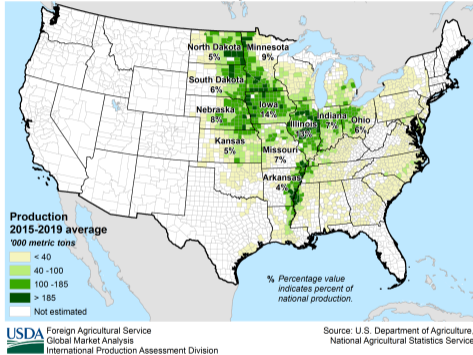 North Dakota
5%
Minnesota
9%
South Dakota
6%
Nebraska
8%
Iowa
14%
Illinois
Indiana
7%
Ohio
6%
Kansas
5%
Missouri
7%
Arkansas
4%
Production
2015-2019 average
'000 metric tons
< 40
40 -100
100 -185
> 185
Not estimated
% Percentage value
indicates percent of
national production.
USDA
Foreign Agricultural Service
Global Market Analysis
International Production Assessment Division
Source: U.S. Department of Agriculture,
National Agricultural Statistics Service